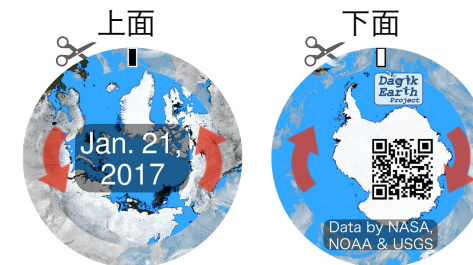 上面
下面
Jan. 21,
2017
Dagik
Earth
Project
Data by NASA,
NOAA & USGS